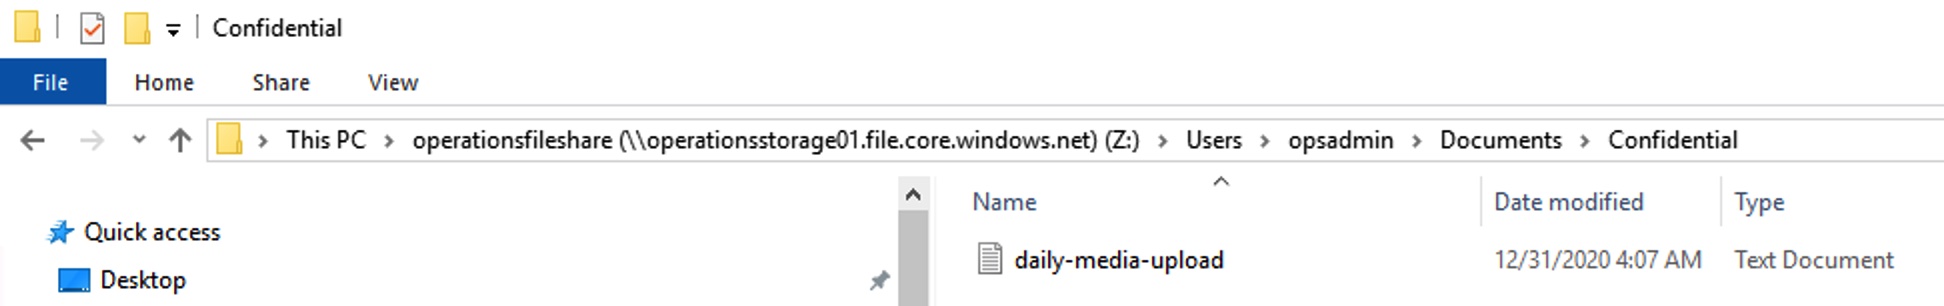 Confidential
File Home Share View
This PC > operationsfileshare (\\operationsstorage01.file.core.windows.net) (Z:) > Users > opsadmin > Documents > Confidential
Name Date modified Type
Quick access
daily-media-upload 12/31/2020 4:07 AM Text Document
Desktop